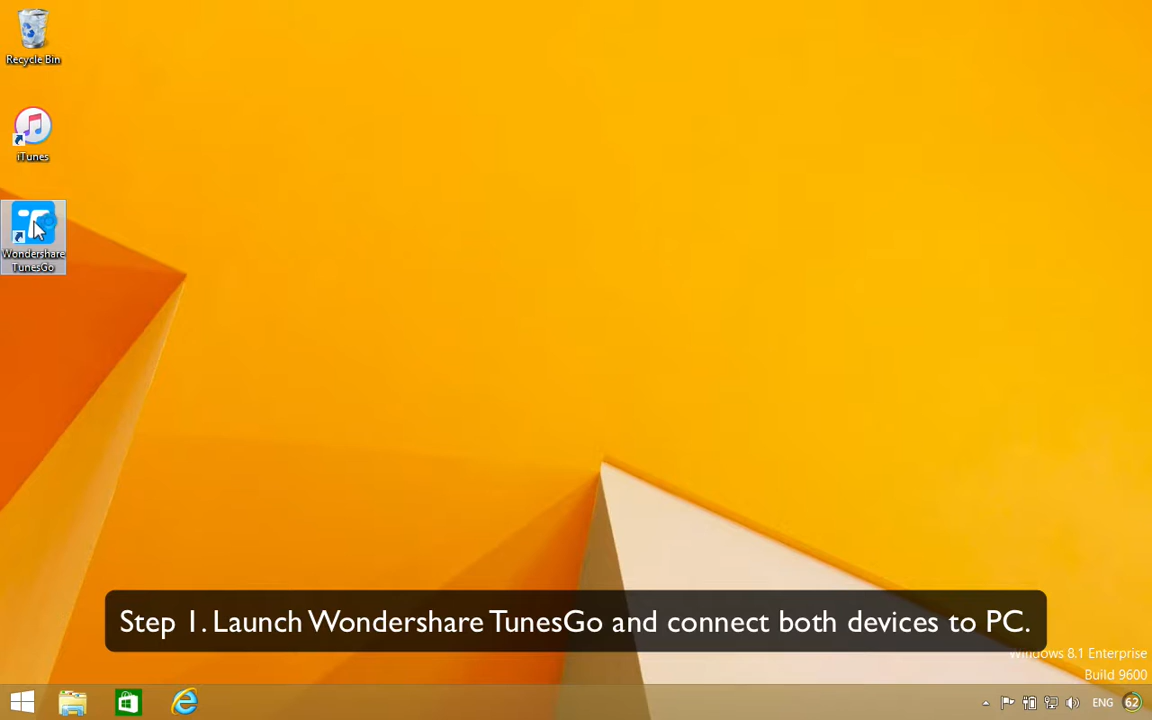 Recycle Bin
iTunes
Wondershare
TunesGo
Step 1. Launch Wondershare TunesGo and connect both devices to PC.
Windows 8.1 Enterprise
Build 9600
ENG
62